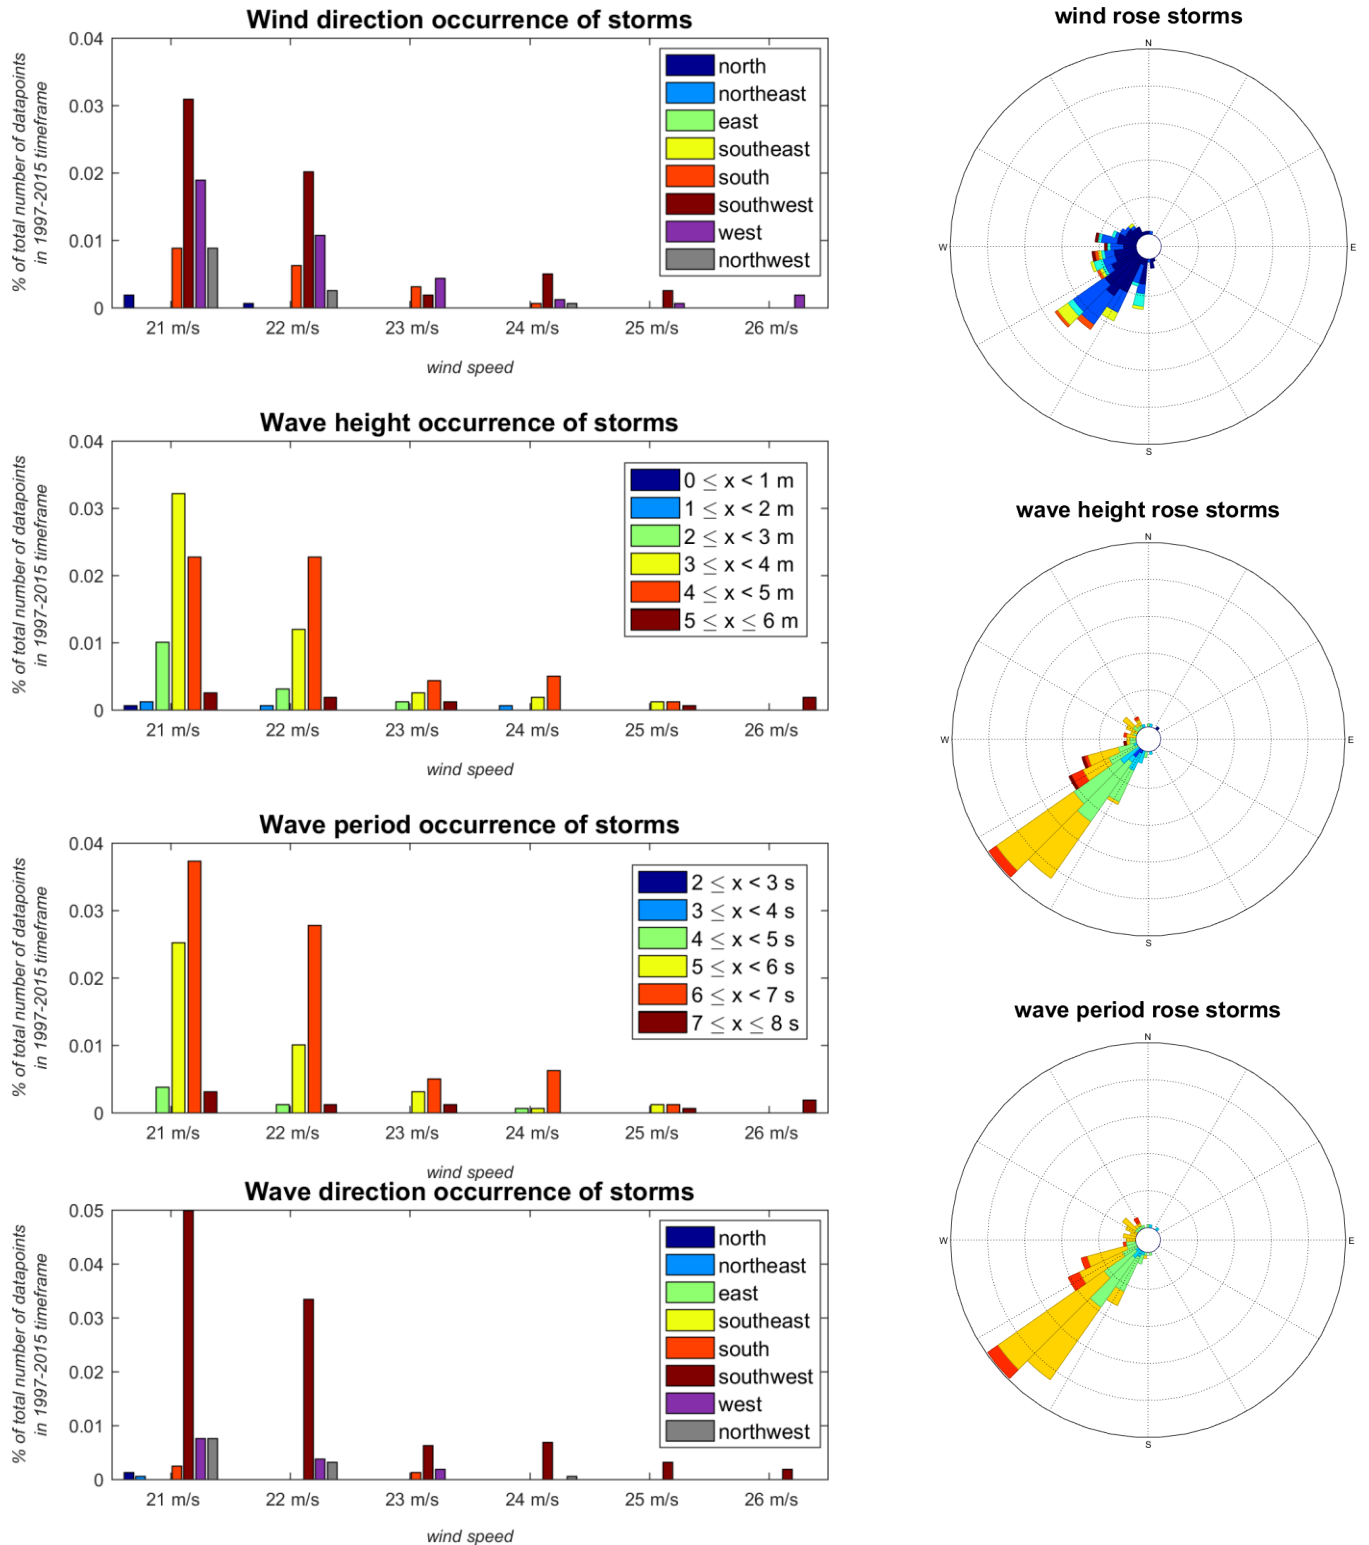 Wind direction occurrence of storms
% of total number of datapoints
in 1997-2015 timeframe
0.04
0.03
0.02
0.01
0
north
northeast
east
southeast
south
southwest
west
northwest
21 m/s 22 m/s 23 m/s 24 m/s 25 m/s 26 m/s
wind speed
wind rose storms
N
W
E
S
Wave height occurrence of storms
% of total number of datapoints
in 1997-2015 timeframe
0.04
0.03
0.02
0.01
0
0 ≤ x < 1 m
1 ≤ x < 2 m
2 ≤ x < 3 m
3 ≤ x < 4 m
4 ≤ x < 5 m
5 ≤ x ≤ 6 m
21 m/s 22 m/s 23 m/s 24 m/s 25 m/s 26 m/s
wind speed
wave height rose storms
N
W
E
S
Wave period occurrence of storms
% of total number of datapoints
in 1997-2015 timeframe
0.04
0.03
0.02
0.01
0
2 ≤ x < 3 s
3 ≤ x < 4 s
4 ≤ x < 5 s
5 ≤ x < 6 s
6 ≤ x < 7 s
7 ≤ x ≤ 8 s
21 m/s 22 m/s 23 m/s 24 m/s 25 m/s 26 m/s
wind speed
wave period rose storms
N
W
E
S
Wave direction occurrence of storms
% of total number of datapoints
in 1997-2015 timeframe
0.05
0.04
0.03
0.02
0.01
0
north
northeast
east
southeast
south
southwest
west
northwest
21 m/s 22 m/s 23 m/s 24 m/s 25 m/s 26 m/s
wind speed